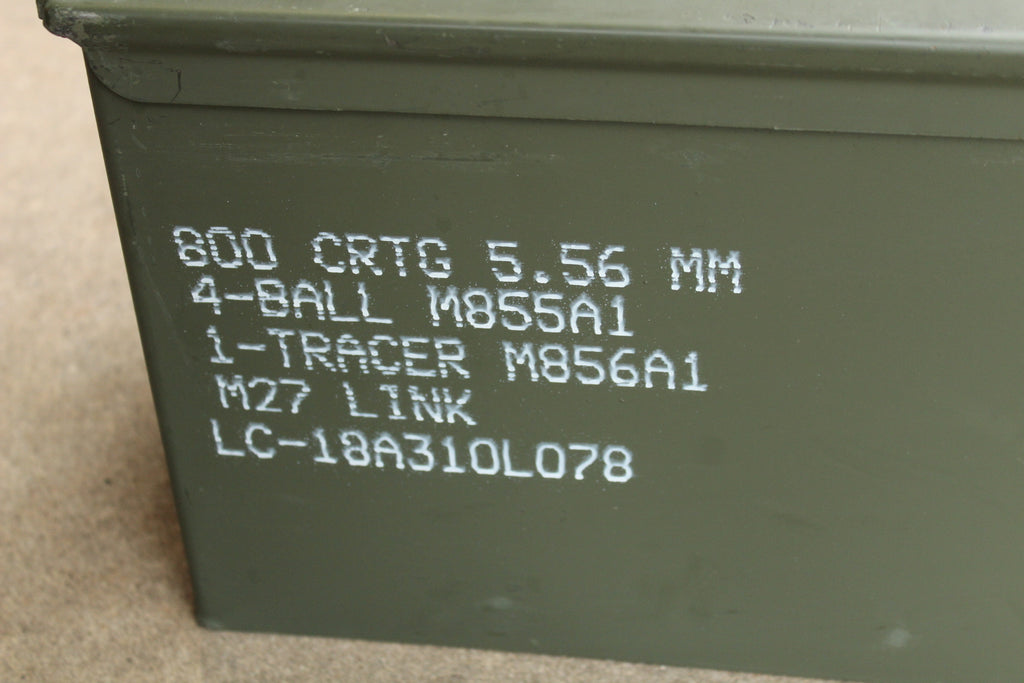 800 CRTG 5.56 MM
4-BALL M855A1
1-TRACER M856A1
M27 LINK
LC-18A310L078